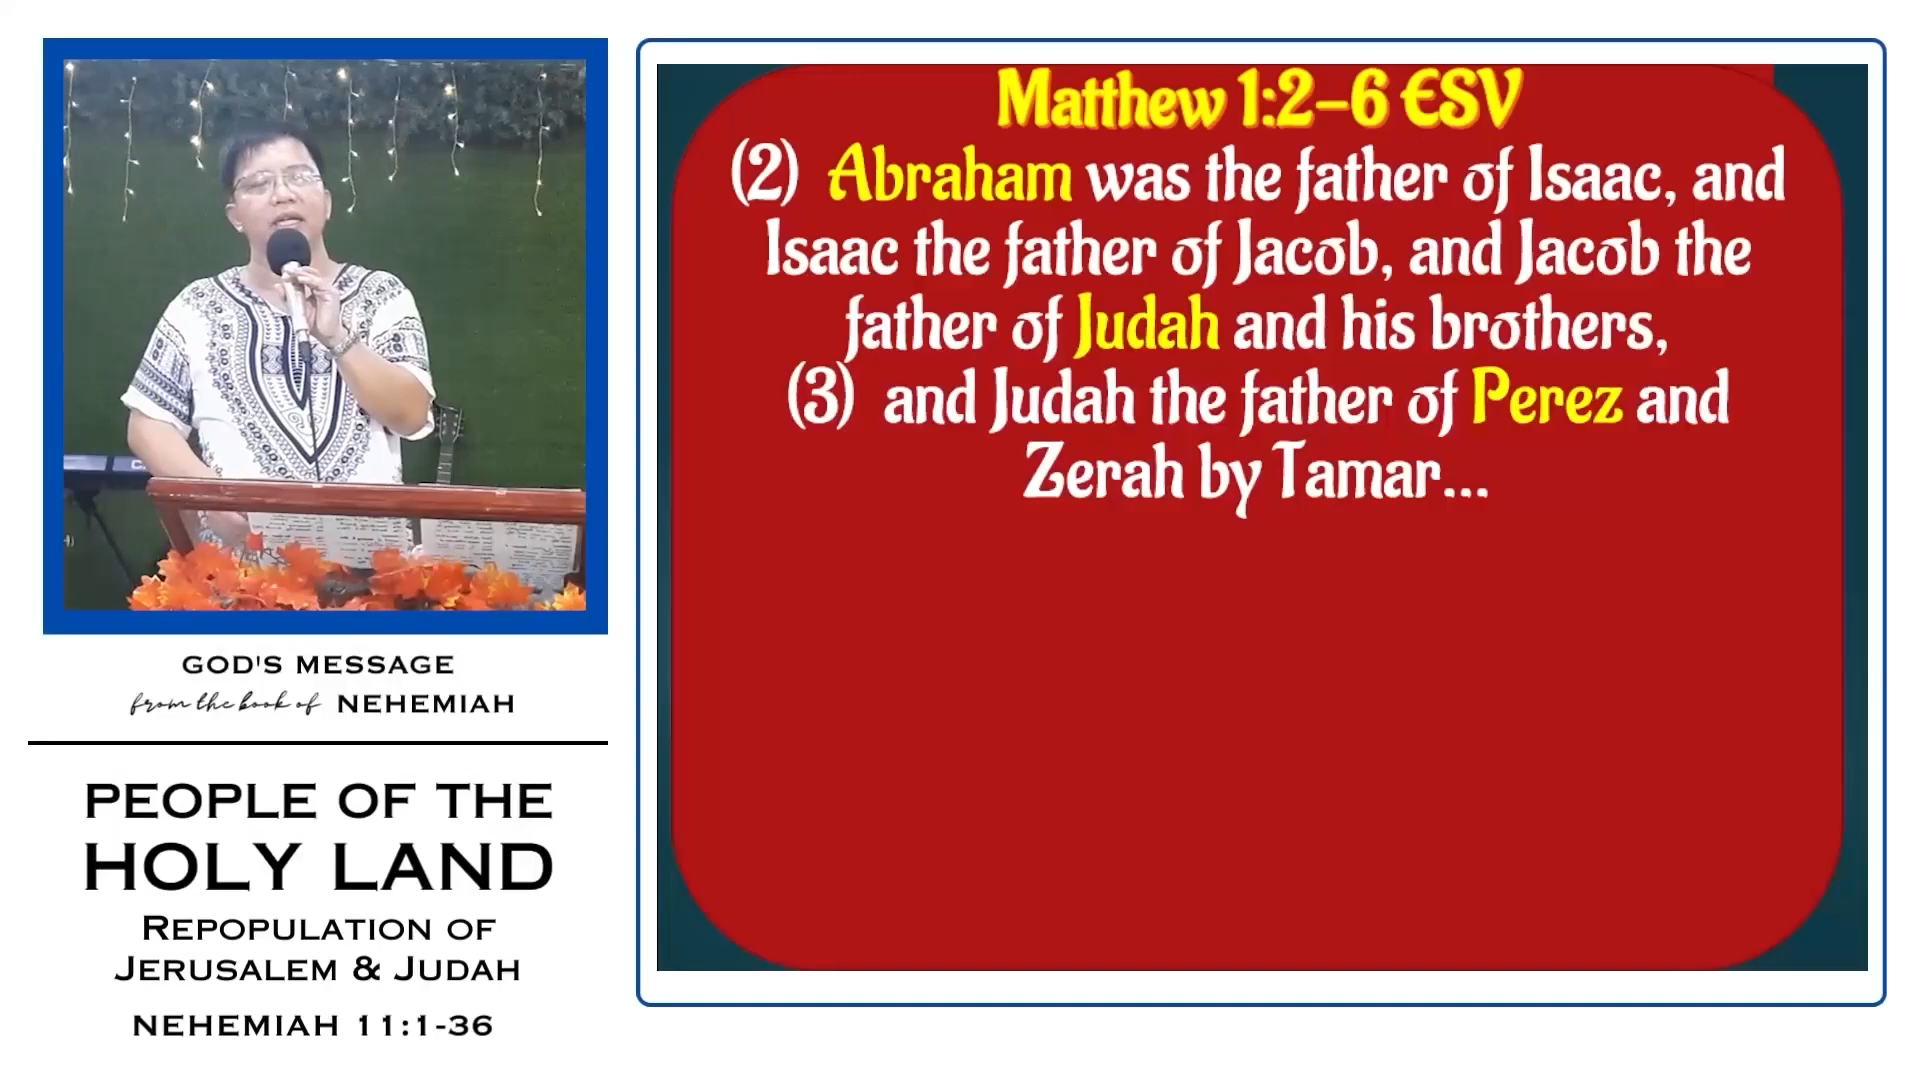 GOD'S MESSAGE
from the book of NEHEMIAH
PEOPLE OF THE
HOLY LAND
REPOPULATION OF
JERUSALEM & JUDAH
NEHEMIAH 11:1-36
Matthew 1:2-6 ESV
(2) Abraham was the father of Isaac, and
Isaac the father of Jacob, and Jacob the
father of Judah and his brothers,
(3) and Judah the father of Perez and
Zerah by Tamar...